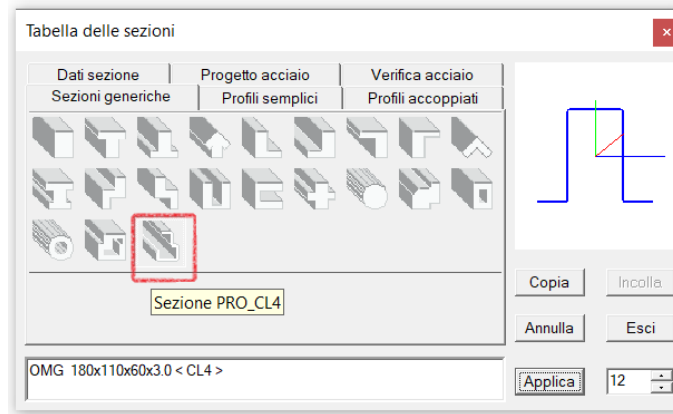 Tabella delle sezioni
Dati sezione Progetto acciaio Verifica acciaio
Sezioni generiche Profili semplici Profili accoppiati
Sezione PRO_CL4
Copia Incolla
Annulla Esci
OMG 180x110x60x3.0 < CL4 >
Applica 12